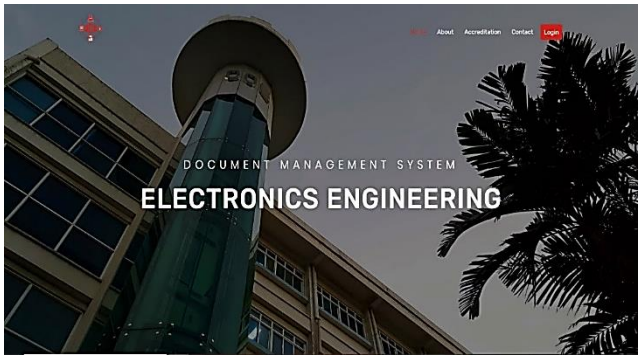 About Accreditation Contact Login
DOCUMENT MANAGEMENT SYSTEM
ELECTRONICS ENGINEERING